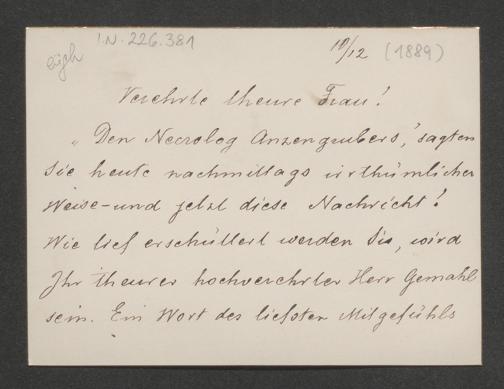 I.N. 226.381
10/12 (1889)
Verehrte theure Frau!
„Den Necrolog Anzengrubers", sagten
Sie heute nachmittags irrthümlicher
Weise – und jetzt diese Nachricht!
Wie tief erschüttert werden Sie, wird
Ihr theurer hochverehrter Herr Gemahl
sein. Ein Wort des tiefsten Mitgefühls